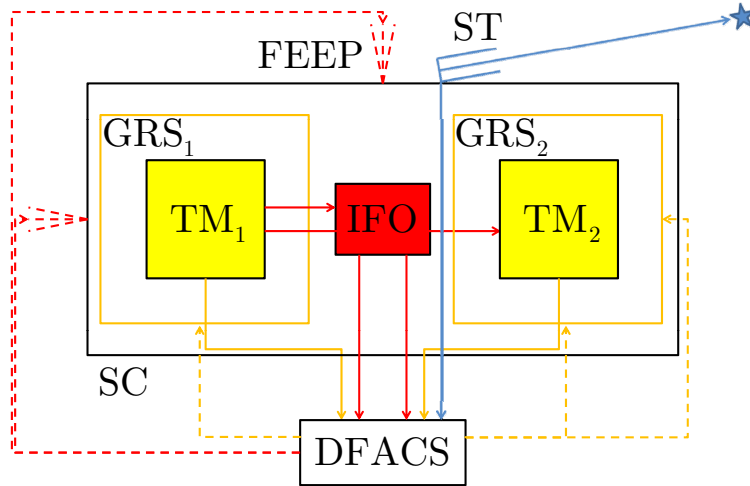 ST
FEEP
GRS₁
GRS₂
TM₁
IFO
TM₂
SC
DFACS